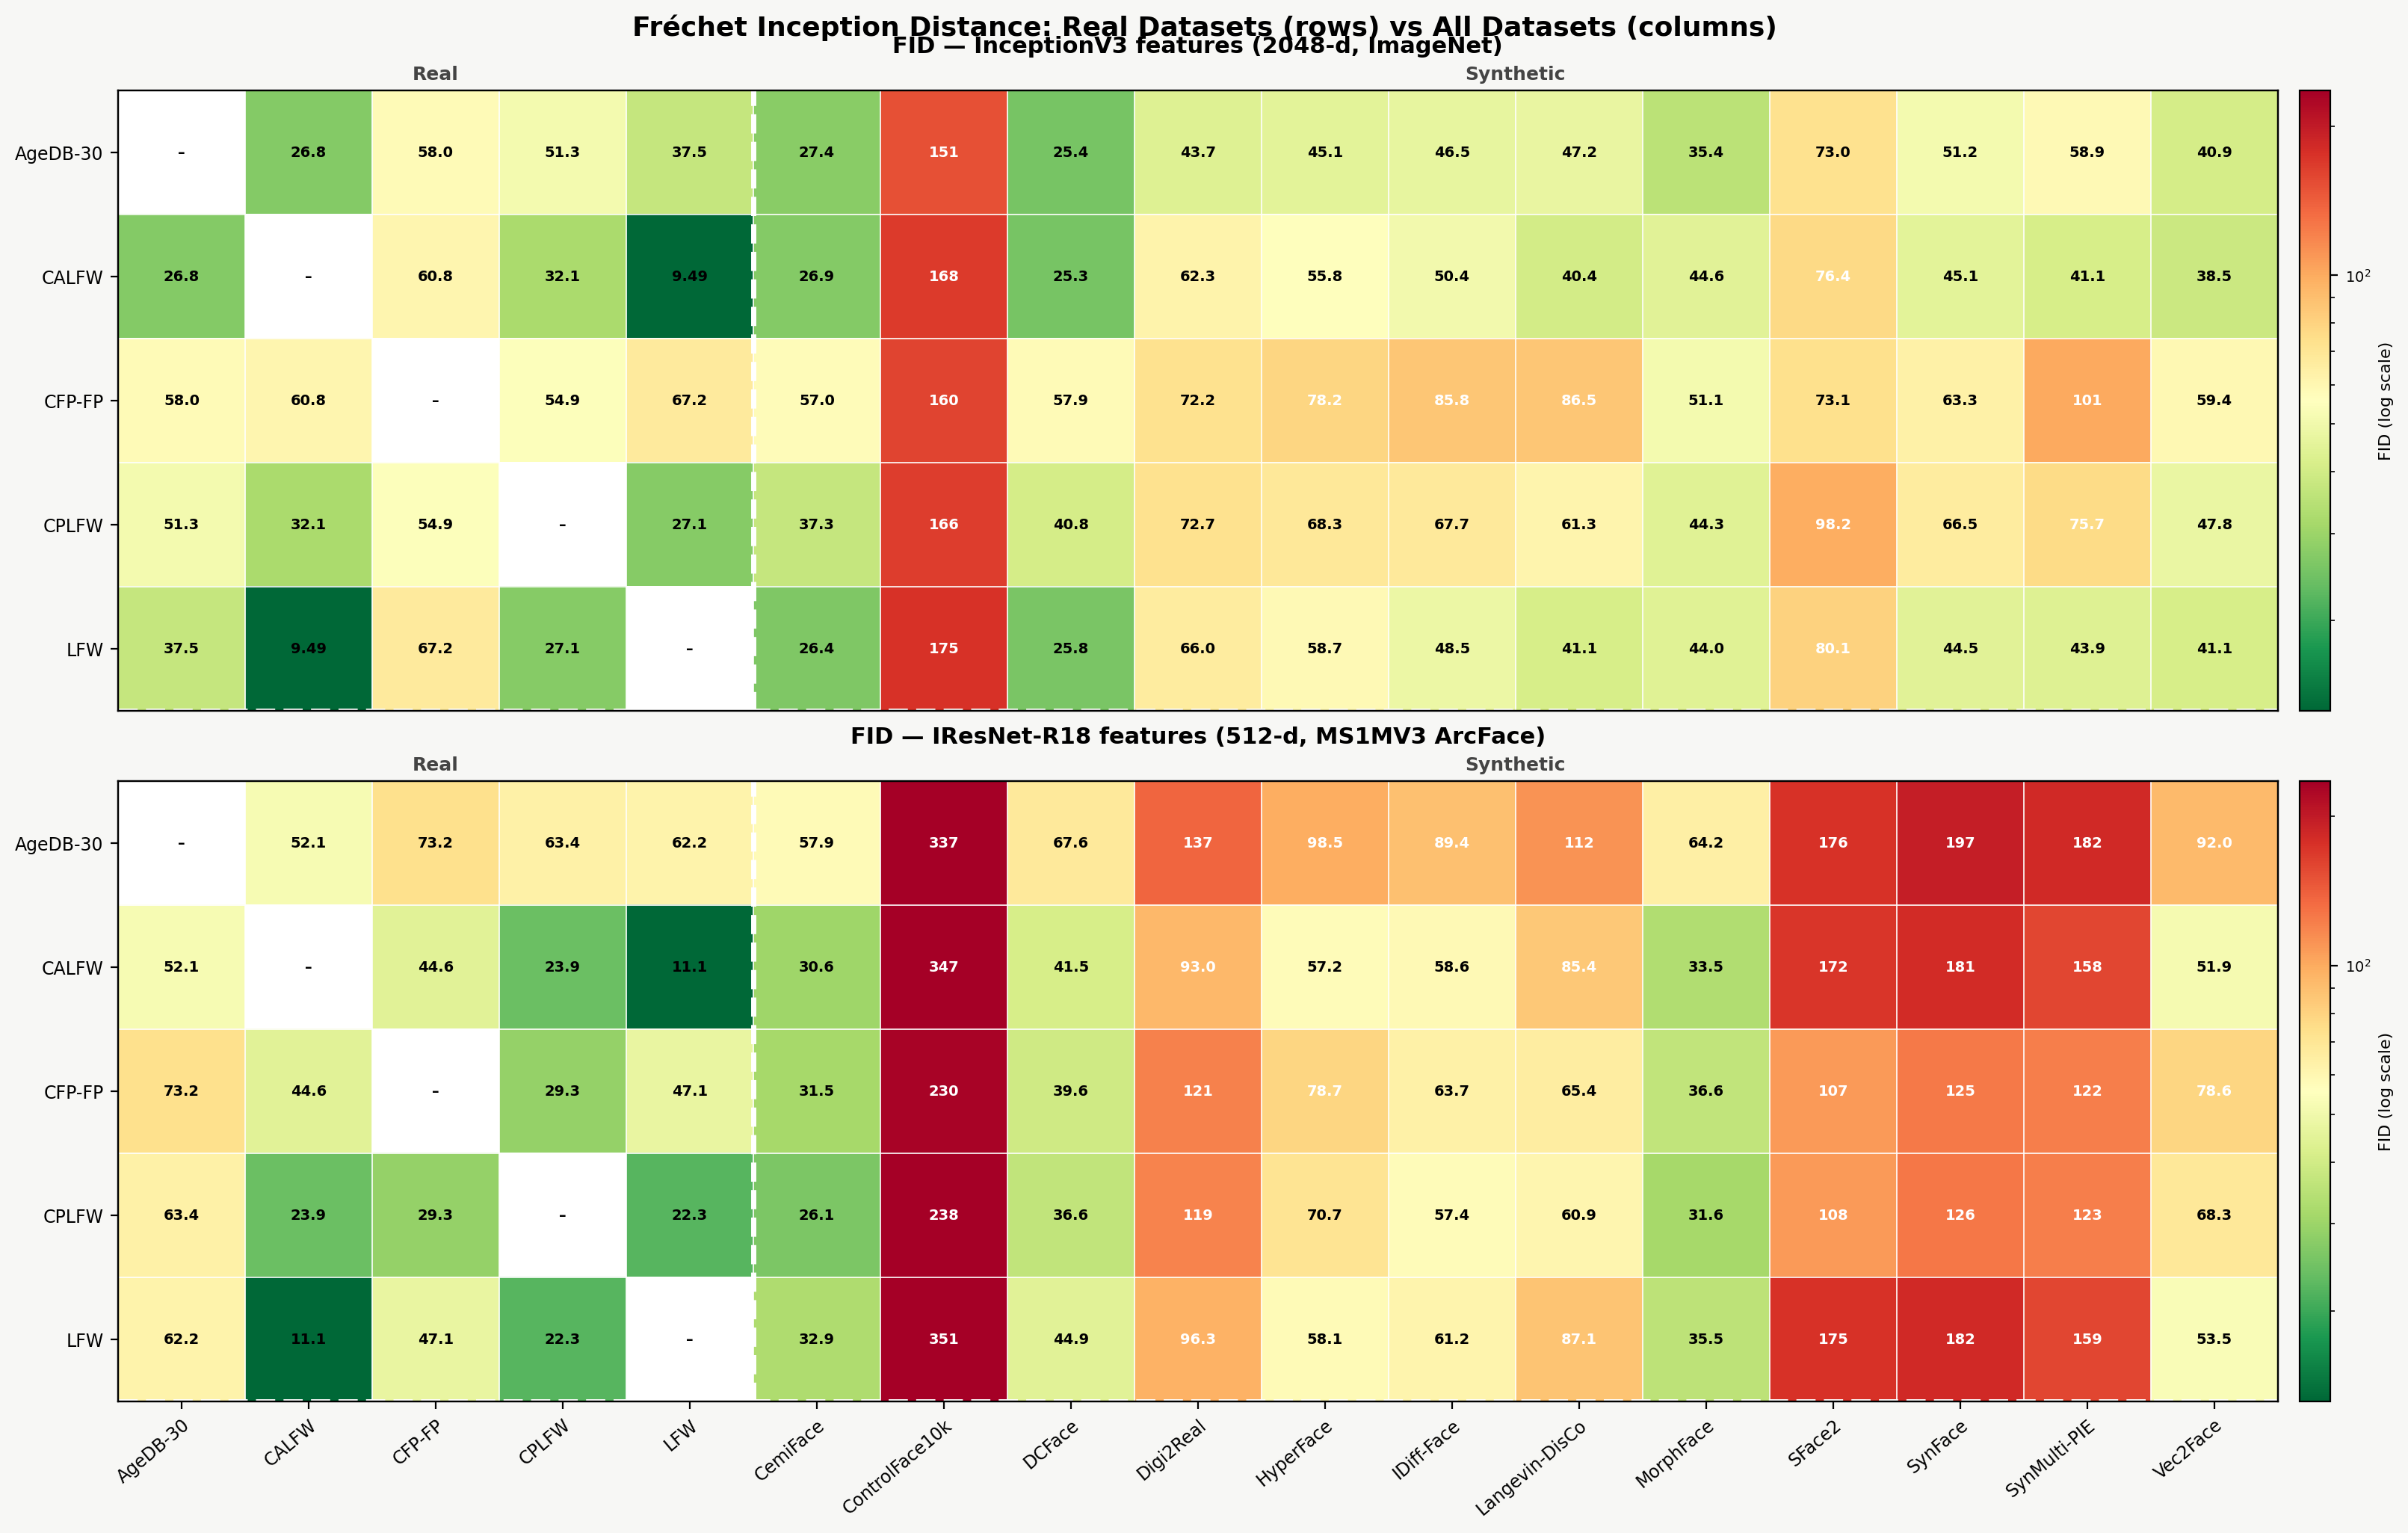 Fréchet Inception Distance: Real Datasets (rows) vs All Datasets (columns)
FID — InceptionV3 features (2048-d, ImageNet)
Real Synthetic
AgeDB-30 – 26.8 58.0 51.3 37.5 27.4 151 25.4 43.7 45.1 46.5 47.2 35.4 73.0 51.2 58.9 40.9
CALFW 26.8 – 60.8 32.1 9.49 26.9 168 25.3 62.3 55.8 50.4 40.4 44.6 76.4 45.1 41.1 38.5
CFP-FP 58.0 60.8 – 54.9 67.2 57.0 160 57.9 72.2 78.2 85.8 86.5 51.1 73.1 63.3 101 59.4
CPLFW 51.3 32.1 54.9 – 27.1 37.3 166 40.8 72.7 68.3 67.7 61.3 44.3 98.2 66.5 75.7 47.8
LFW 37.5 9.49 67.2 27.1 – 26.4 175 25.8 66.0 58.7 48.5 41.1 44.0 80.1 44.5 43.9 41.1
10²
FID (log scale)
FID — IResNet-R18 features (512-d, MS1MV3 ArcFace)
Real Synthetic
AgeDB-30 – 52.1 73.2 63.4 62.2 57.9 337 67.6 137 98.5 89.4 112 64.2 176 197 182 92.0
CALFW 52.1 – 44.6 23.9 11.1 30.6 347 41.5 93.0 57.2 58.6 85.4 33.5 172 181 158 51.9
CFP-FP 73.2 44.6 – 29.3 47.1 31.5 230 39.6 121 78.7 63.7 65.4 36.6 107 125 122 78.6
CPLFW 63.4 23.9 29.3 – 22.3 26.1 238 36.6 119 70.7 57.4 60.9 31.6 108 126 123 68.3
LFW 62.2 11.1 47.1 22.3 – 32.9 351 44.9 96.3 58.1 61.2 87.1 35.5 175 182 159 53.5
10²
FID (log scale)
AgeDB-30 CALFW CFP-FP CPLFW LFW CemiFace ControlFace10k DCFace Digi2Real HyperFace IDiff-Face Langevin-DisCo MorphFace SFace2 SynFace SynMulti-PIE Vec2Face